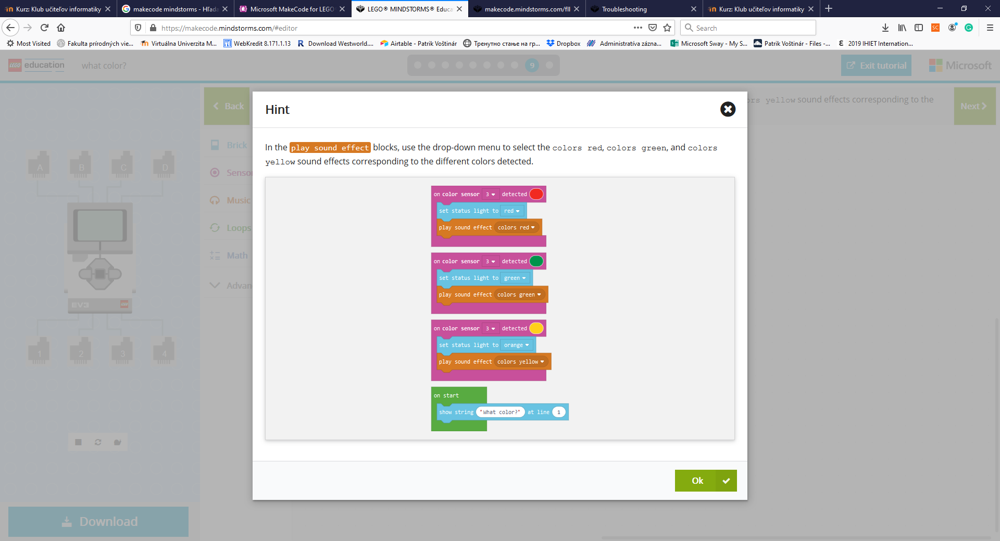 Kurz: Klub učiteľov informatiky
makecode mindstorms - Hľada
Microsoft MakeCode for LEGO
LEGO® MINDSTORMS® Educa
makecode.mindstorms.com/fll
Troubleshooting
Kurz: Klub učiteľov informatiky
https://makecode.mindstorms.com/#editor
Search
Most Visited
Fakulta prírodných vie...
Virtuálna Univerzita M...
WebKredit 8.171.1.13
Download Westworld....
Airtable - Patrik Voštinár
Тренутно стање на гр...
Dropbox
Administratíva zázna...
Microsoft Sway - My S...
Patrik Voštinár - Files -...
2019 IHIET Internation...
LEGO education
what color?
9
Exit tutorial
Microsoft
Back
ors yellow sound effects corresponding to the
Next
Brick
Sensor
Music
Loops
Math
Advan
A
B
C
D
EV3
1
2
3
4
Download
Hint
In the play sound effect blocks, use the drop-down menu to select the colors red, colors green, and colors
yellow sound effects corresponding to the different colors detected.
on color sensor 3 detected
set status light to red
play sound effect colors red
on color sensor 3 detected
set status light to green
play sound effect colors green
on color sensor 3 detected
set status light to orange
play sound effect colors yellow
on start
show string "What color?" at line 1
Ok